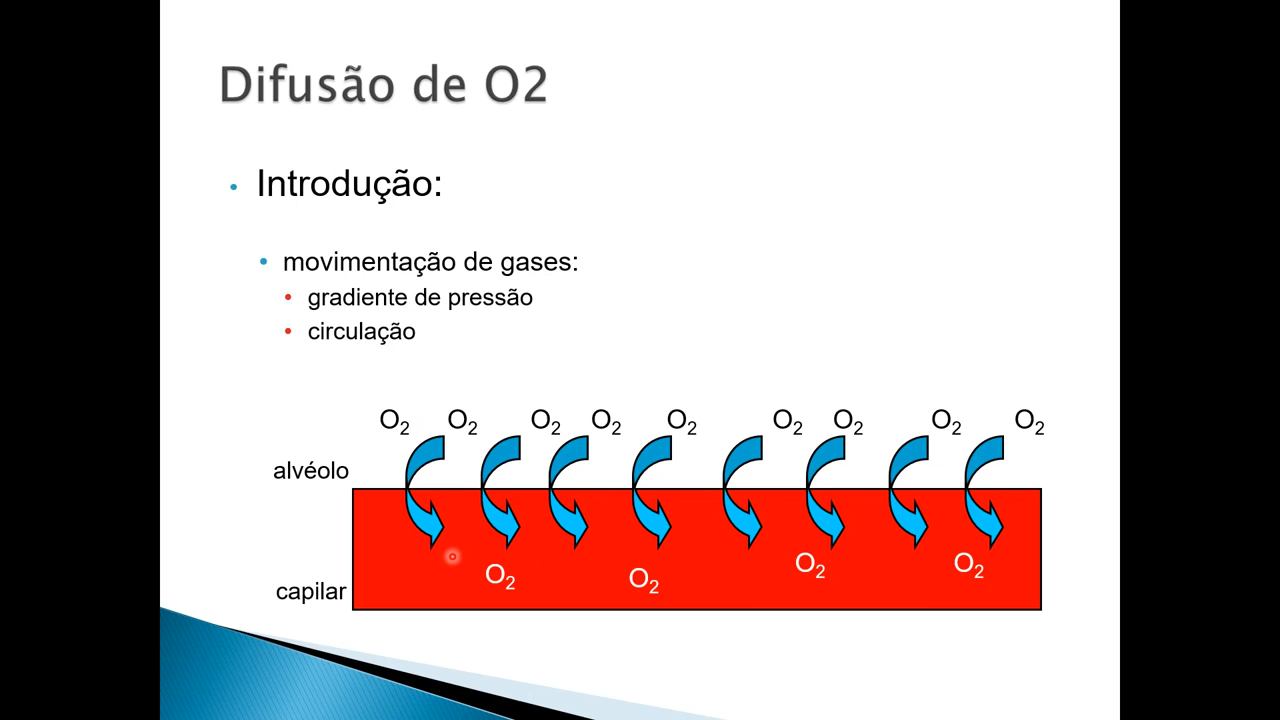 Difusão de O2
Introdução:
movimentação de gases:
gradiente de pressão
circulação
O₂ O₂ O₂ O₂ O₂ O₂ O₂ O₂ O₂
alvéolo
O₂ O₂ O₂ O₂
capilar